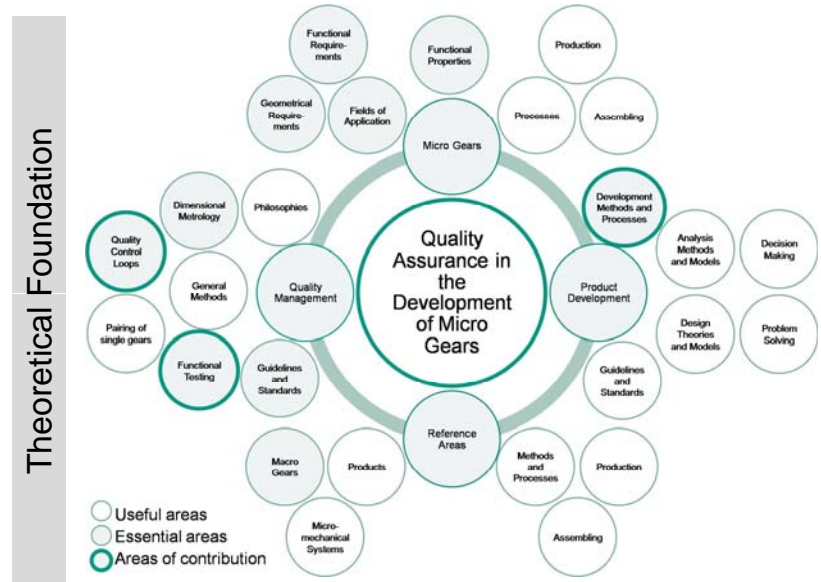 Theoretical Foundation
Functional
Require-
ments
Functional
Properties
Production
Geometrical
Requirements
Fields of
Application
Processes
Assembling
Micro Gears
Dimensional
Metrology
Philosophies
Development
Methods and
Processes
Quality
Control
Loops
General
Methods
Quality
Management
Quality
Assurance in
the
Development
of Micro
Gears
Product
Development
Analysis
Methods
and Models
Decision
Making
Pairing of
single gears
Functional
Testing
Guidelines
and
Standards
Guidelines
and
Standards
Design
Theories
and Models
Problem
Solving
Reference
Areas
Macro
Gears
Products
Methods
and
Processes
Production
Micro-
mechanical
Systems
Assembling
Useful areas
Essential areas
Areas of contribution